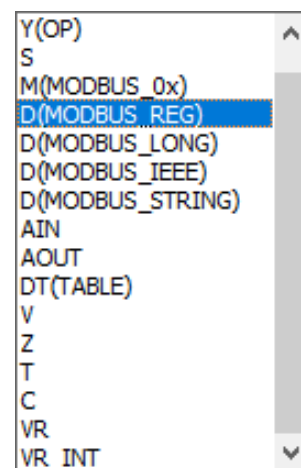 Y(OP)
S
M(MODBUS_0x)
D(MODBUS_REG)
D(MODBUS_LONG)
D(MODBUS_IEEE)
D(MODBUS_STRING)
AIN
AOUT
DT(TABLE)
V
Z
T
C
VR
VR_INT